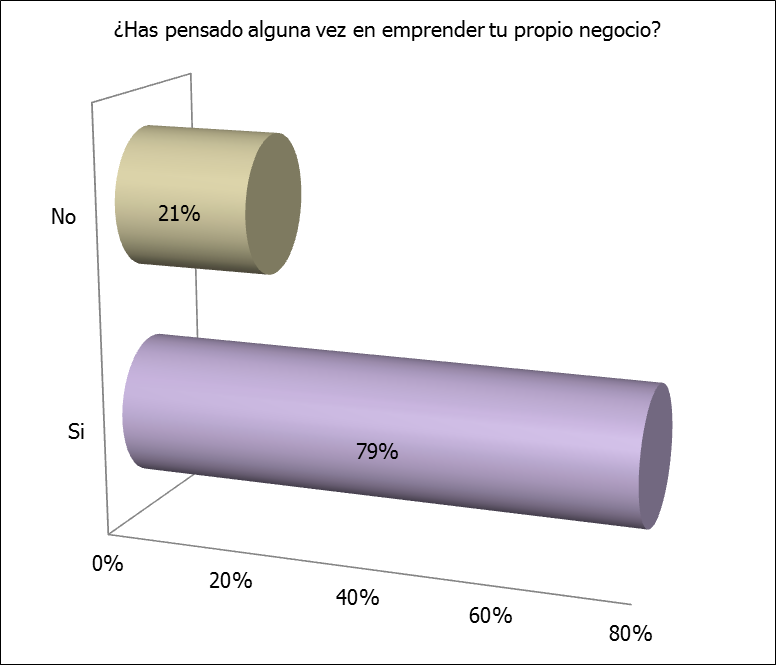 ¿Has pensado alguna vez en emprender tu propio negocio?
No
21%
Si
79%
0%
20%
40%
60%
80%